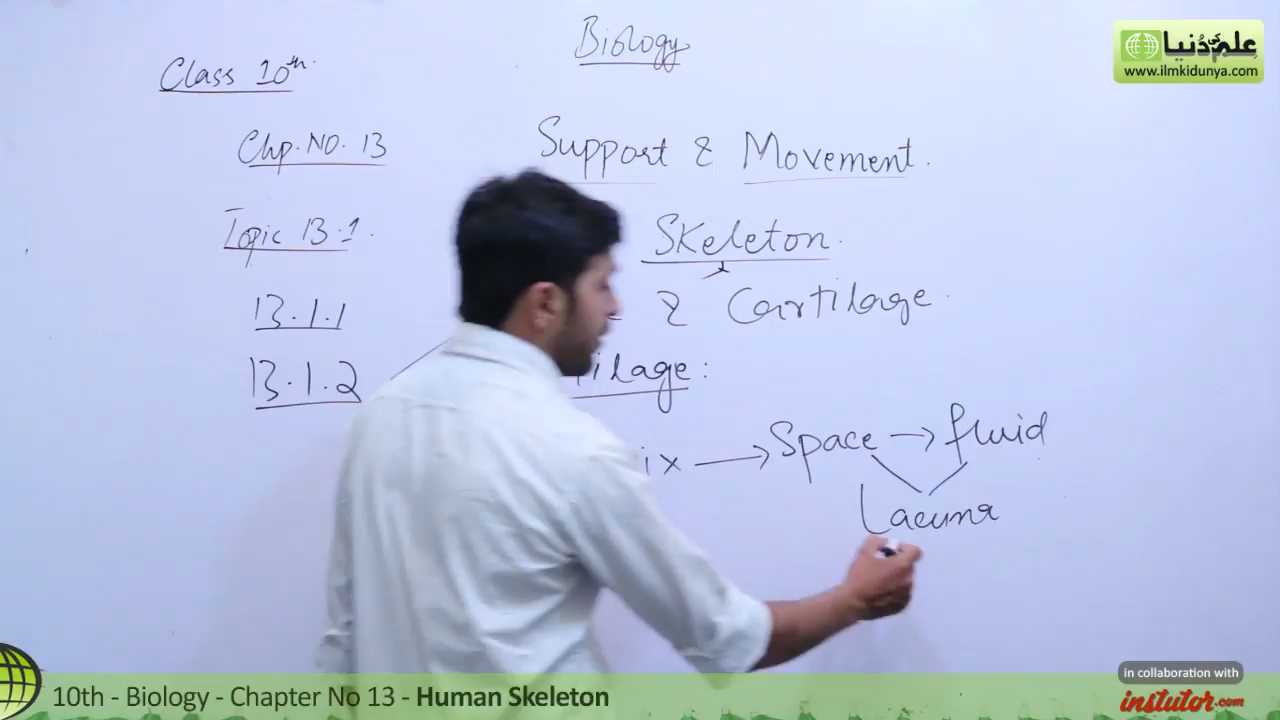 Biology
Class 10th.
علم کی دنیا
www.ilmkidunya.com
Chp. No. 13
Support & Movement.
Topic 13.1.
Skeleton.
13.1.1
& Cartilage.
13.1.2
tilage:
ix → Space → fluid
Lacuna
in collaboration with
instutor.com
10th - Biology - Chapter No 13 - Human Skeleton